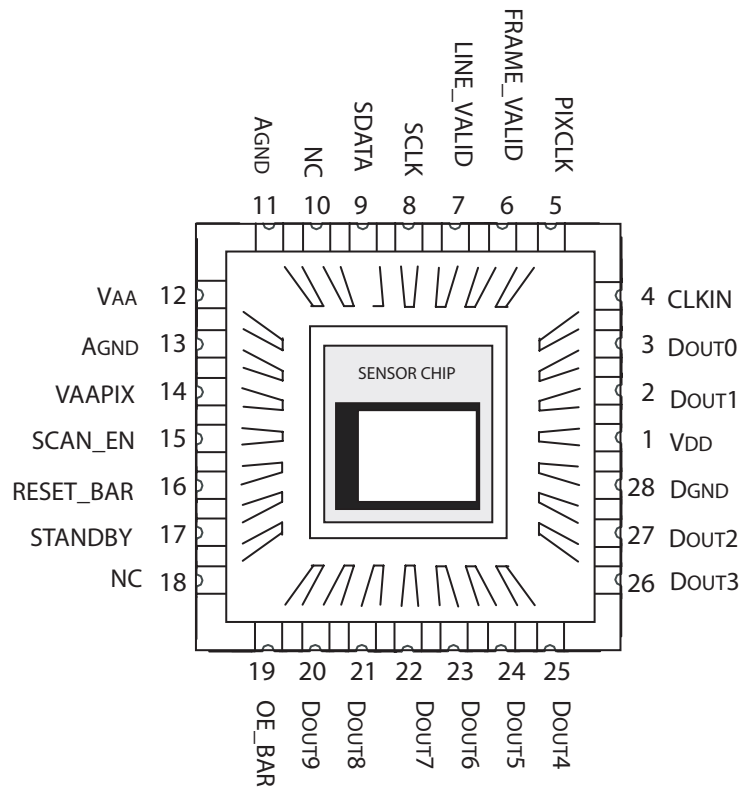 AGND
NC
SDATA
SCLK
LINE_VALID
FRAME_VALID
PIXCLK
11 10 9 8 7 6 5
VAA 12
AGND 13
VAAPIX 14
SCAN_EN 15
RESET_BAR 16
STANDBY 17
NC 18
SENSOR CHIP
4 CLKIN
3 DOUT0
2 DOUT1
1 VDD
28 DGND
27 DOUT2
26 DOUT3
19 20 21 22 23 24 25
OE_BAR
DOUT9
DOUT8
DOUT7
DOUT6
DOUT5
DOUT4